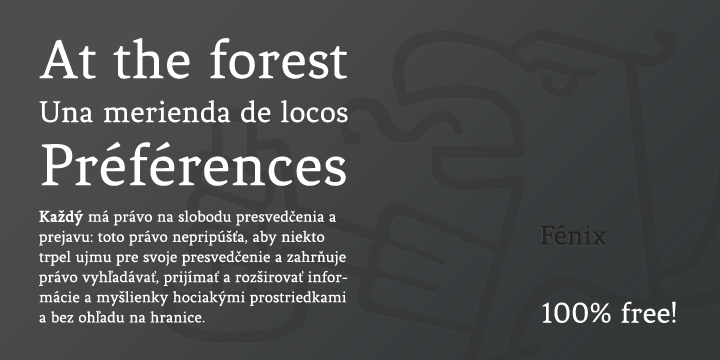 At the forest
Una merienda de locos
Préférences
Každý má právo na slobodu presvedčenia a
prejavu: toto právo nepripúšťa, aby niekto
trpel ujmu pre svoje presvedčenie a zahrňuje
právo vyhľadávať, prijímať a rozširovať infor-
mácie a myšlienky hociakými prostriedkami
a bez ohľadu na hranice.
Fénix
100% free!